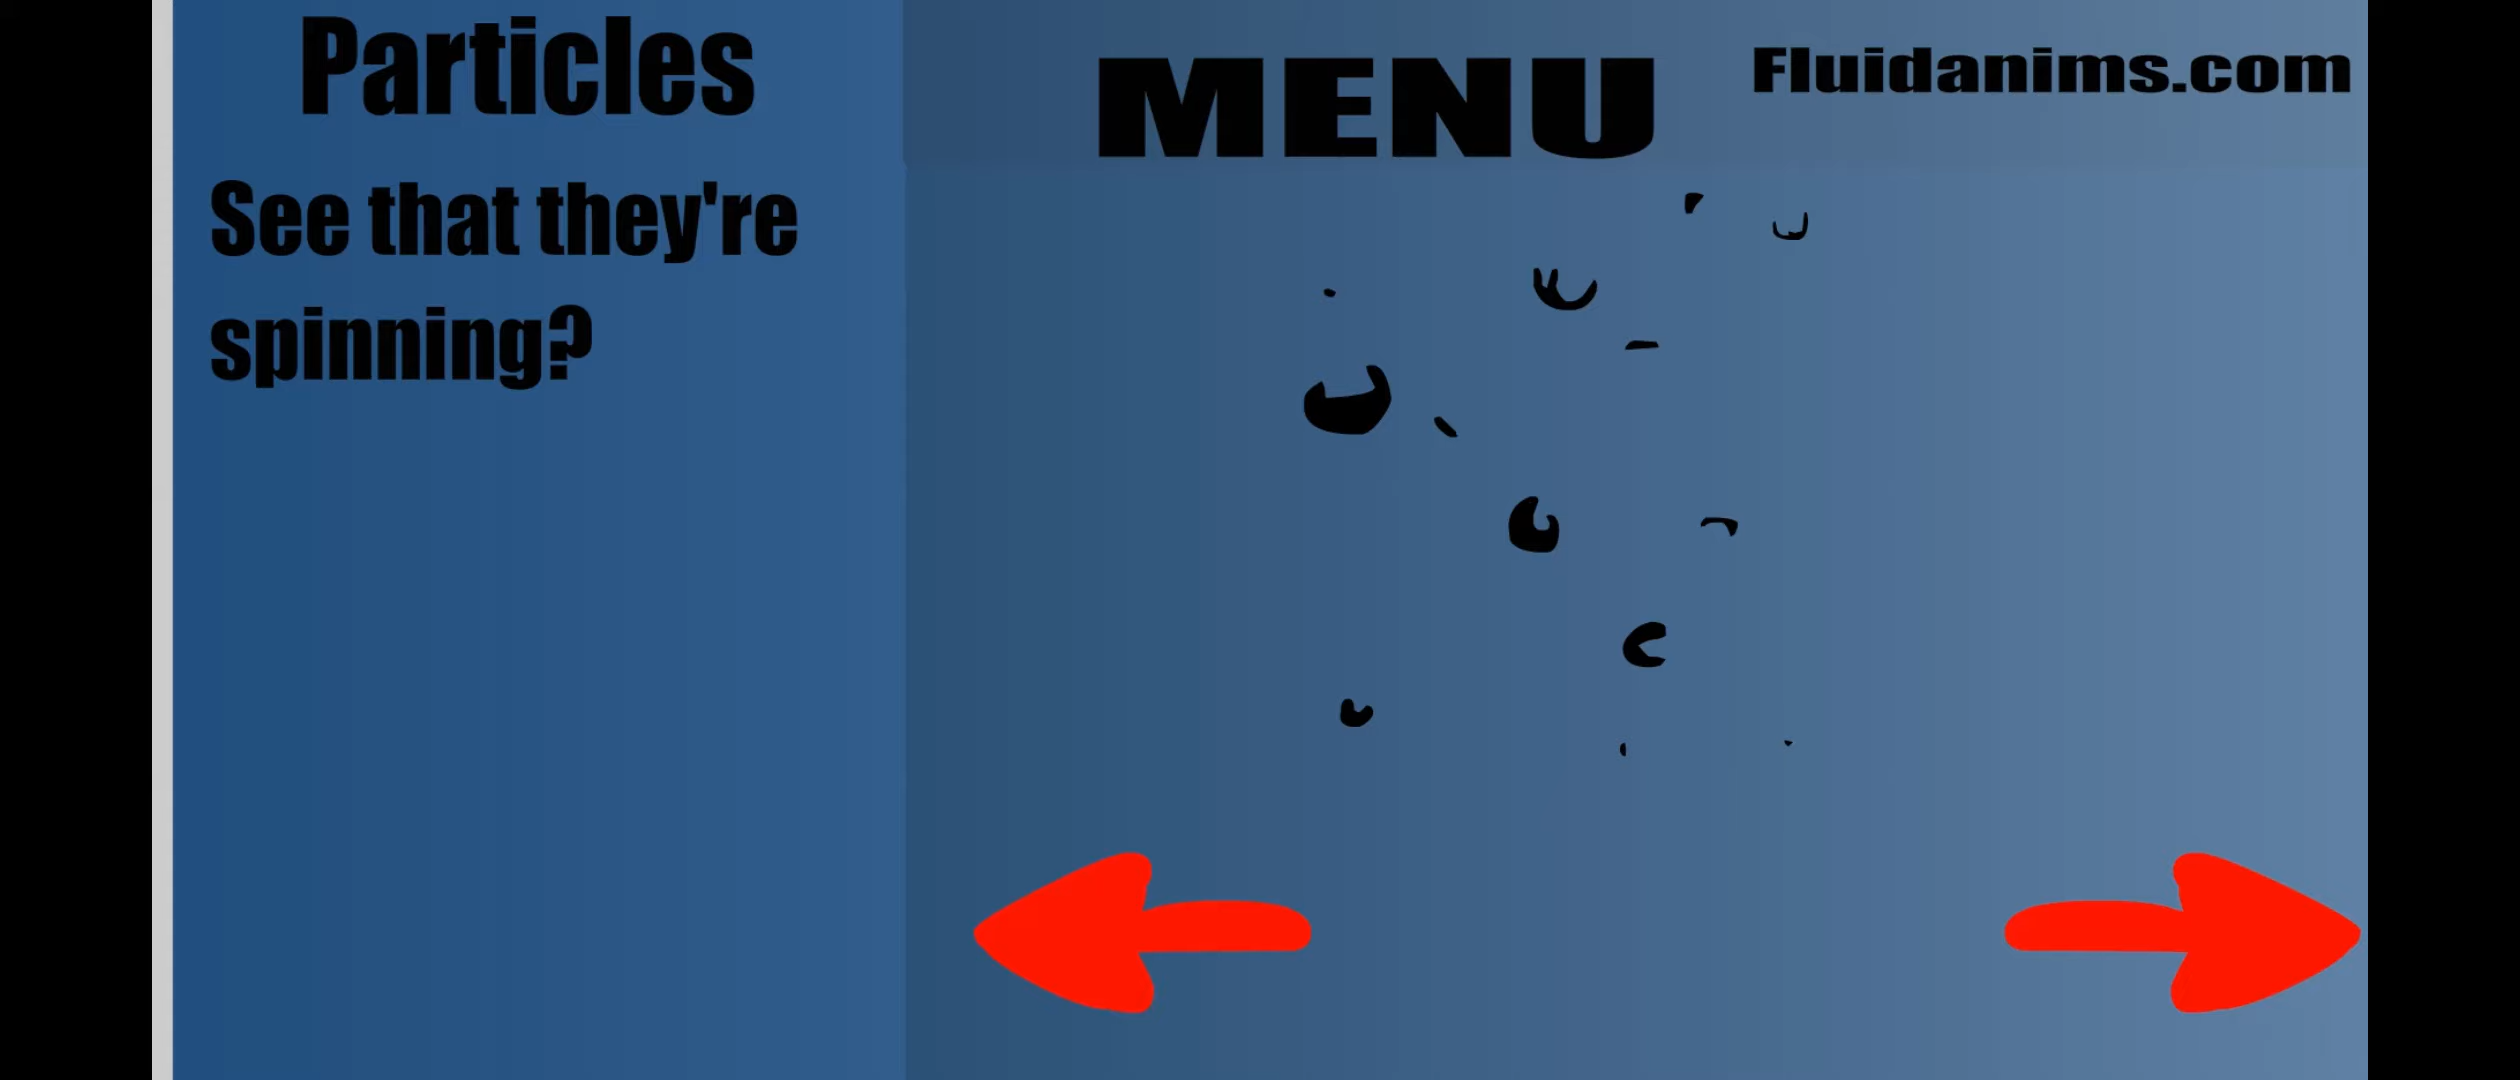 Particles
See that they're
spinning?
MENU
Fluidanims.com